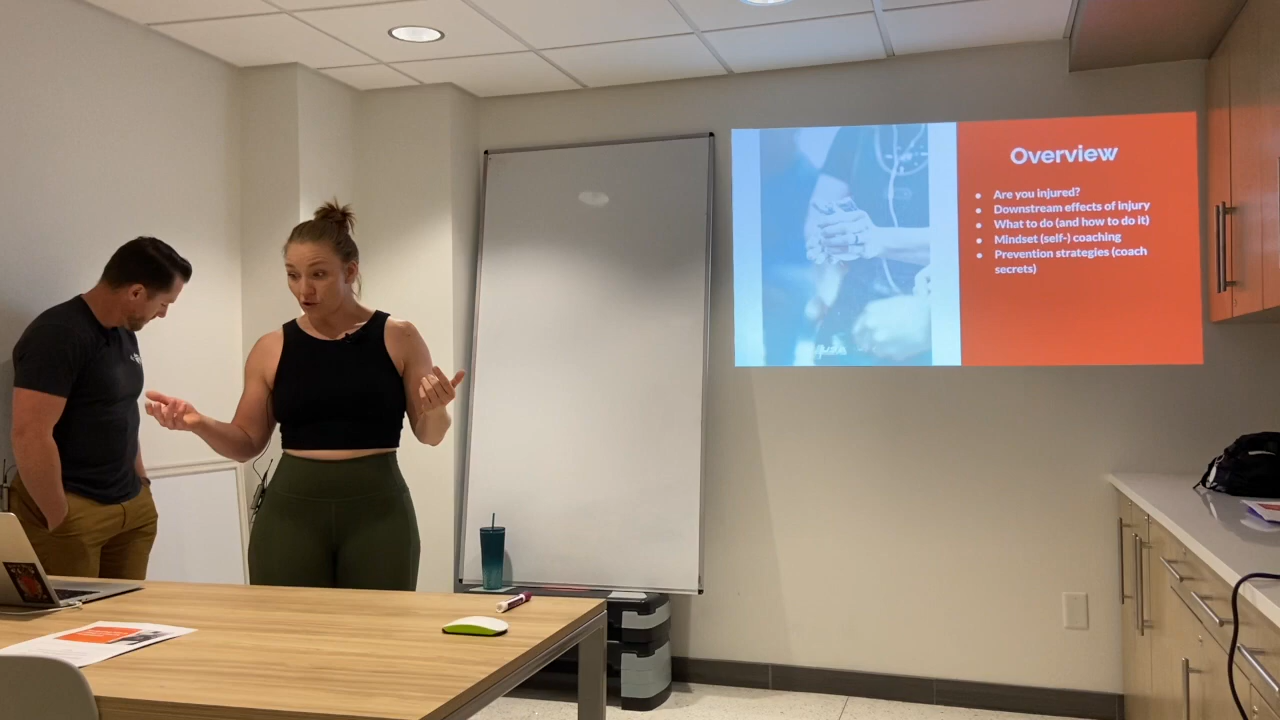 Overview
Are you injured?
Downstream effects of injury
What to do (and how to do it)
Mindset (self-) coaching
Prevention strategies (coach
secrets)